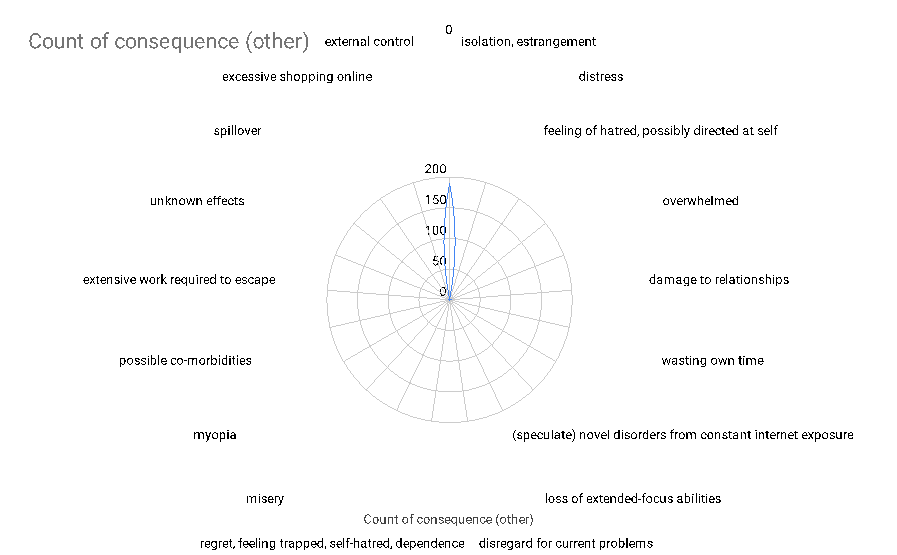 0
Count of consequence (other)
external control
isolation, estrangement
excessive shopping online
distress
spillover
feeling of hatred, possibly directed at self
200
unknown effects
150
overwhelmed
100
50
extensive work required to escape
damage to relationships
0
possible co-morbidities
wasting own time
myopia
(speculate) novel disorders from constant internet exposure
misery
loss of extended-focus abilities
Count of consequence (other)
regret, feeling trapped, self-hatred, dependence
disregard for current problems